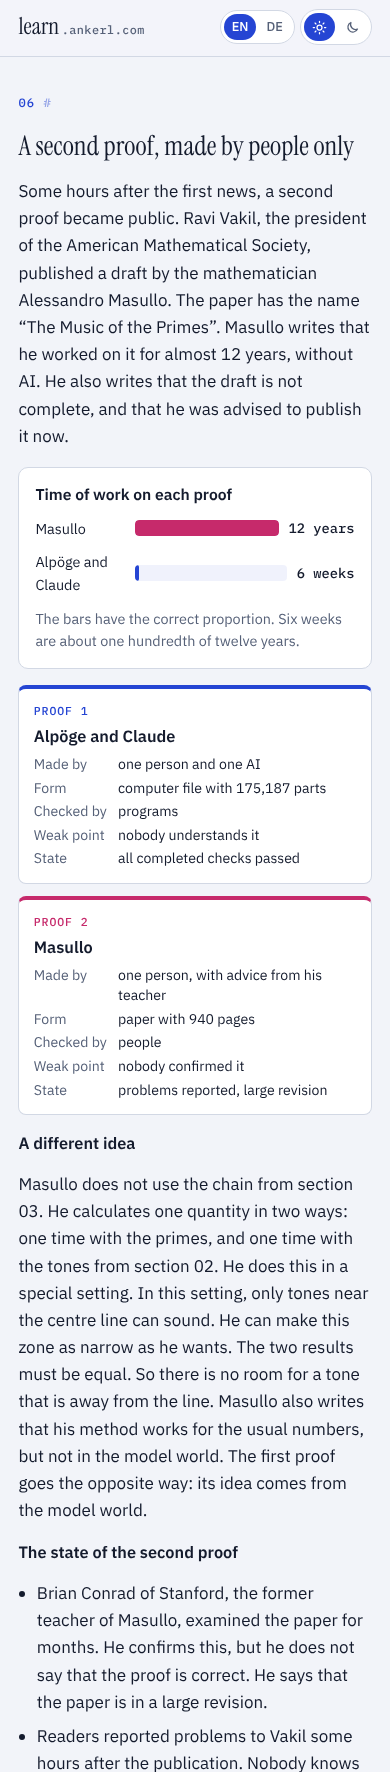 learn.ankerl.com
EN DE
06 #
A second proof, made by people only
Some hours after the first news, a second
proof became public. Ravi Vakil, the president
of the American Mathematical Society,
published a draft by the mathematician
Alessandro Masullo. The paper has the name
“The Music of the Primes”. Masullo writes that
he worked on it for almost 12 years, without
AI. He also writes that the draft is not
complete, and that he was advised to publish
it now.
Time of work on each proof
Masullo 12 years
Alpöge and
Claude 6 weeks
The bars have the correct proportion. Six weeks
are about one hundredth of twelve years.
PROOF 1
Alpöge and Claude
Made by one person and one AI
Form computer file with 175,187 parts
Checked by programs
Weak point nobody understands it
State all completed checks passed
PROOF 2
Masullo
Made by one person, with advice from his
teacher
Form paper with 940 pages
Checked by people
Weak point nobody confirmed it
State problems reported, large revision
A different idea
Masullo does not use the chain from section
03. He calculates one quantity in two ways:
one time with the primes, and one time with
the tones from section 02. He does this in a
special setting. In this setting, only tones near
the centre line can sound. He can make this
zone as narrow as he wants. The two results
must be equal. So there is no room for a tone
that is away from the line. Masullo also writes
that his method works for the usual numbers,
but not in the model world. The first proof
goes the opposite way: its idea comes from
the model world.
The state of the second proof
• Brian Conrad of Stanford, the former
teacher of Masullo, examined the paper for
months. He confirms this, but he does not
say that the proof is correct. He says that
the paper is in a large revision.
• Readers reported problems to Vakil some
hours after the publication. Nobody knows